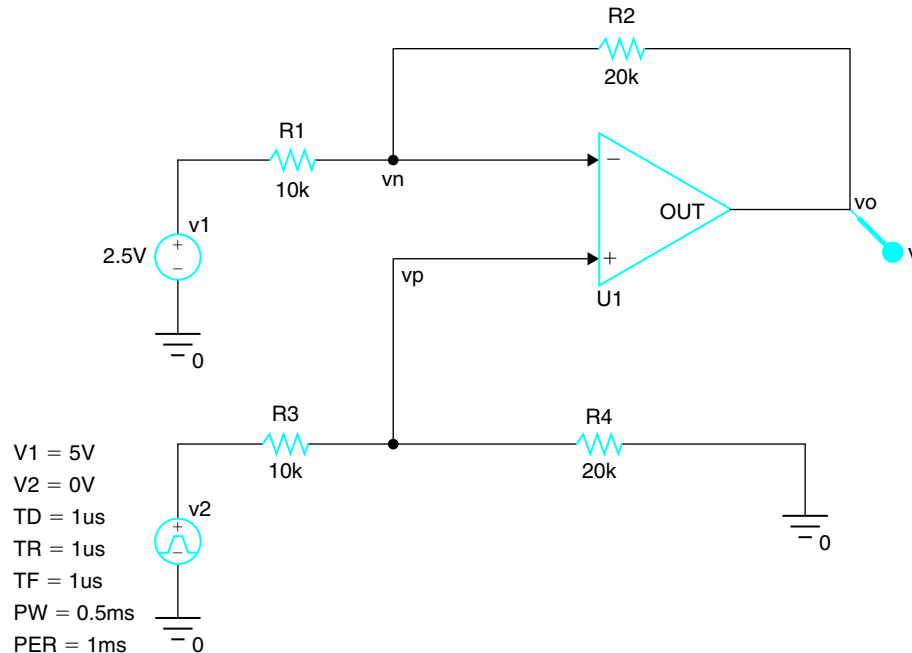 R2
20k
R1
10k
vn
−
OUT
vo
v
v1
2.5V
+
−
vp
+
U1
0
R3
10k
R4
20k
V1 = 5V
V2 = 0V
TD = 1us
TR = 1us
TF = 1us
PW = 0.5ms
PER = 1ms
v2
+
−
0
0